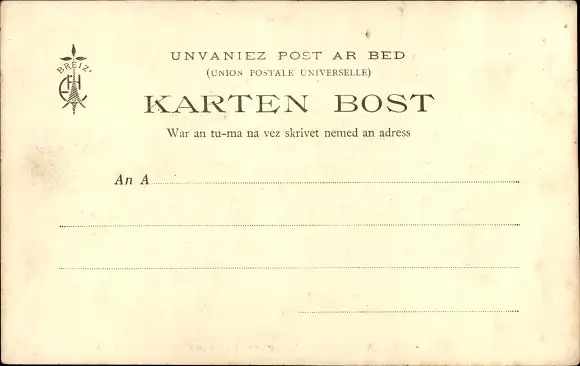 BREIZ'
UNVANIEZ POST AR BED
(UNION POSTALE UNIVERSELLE)
KARTEN BOST
War an tu-ma na vez skrivet nemed an adress
An A